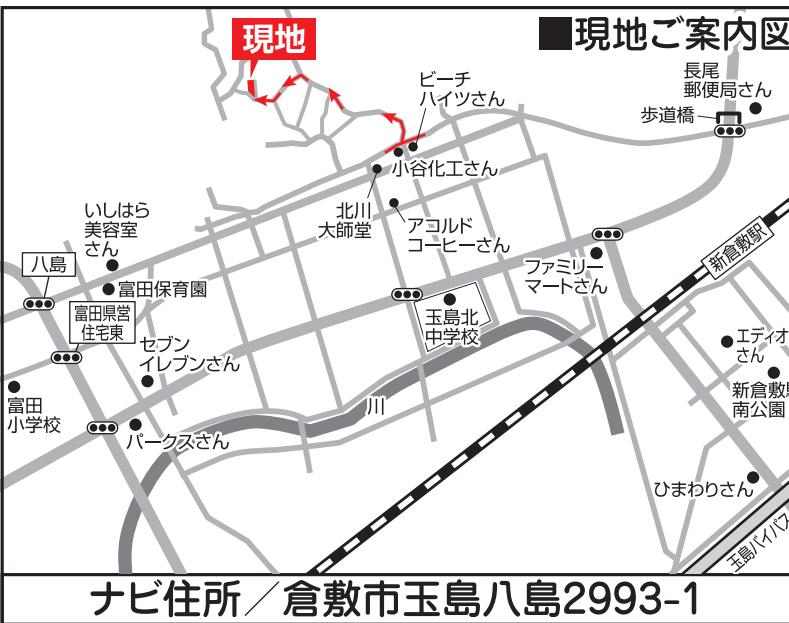 ■現地ご案内図
現地
ビーチ
ハイツさん
長尾
郵便局さん
歩道橋
小谷化工さん
北川
大師堂
アコルド
コーヒーさん
いしはら
美容室
さん
八島
富田保育園
富田県営
住宅東
セブン
イレブンさん
富田
小学校
パークスさん
玉島北
中学校
ファミリー
マートさん
新倉敷駅
川
エディオ
さん
新倉敷駅
南公園
ひまわりさん
玉島バイパス
ナビ住所／倉敷市玉島八島2993-1